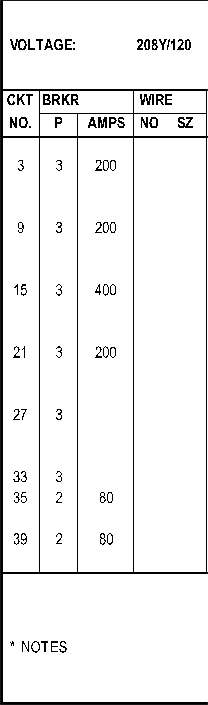 VOLTAGE: 208Y/120
CKT BRKR WIRE
NO. P AMPS NO SZ
3 3 200
9 3 200
15 3 400
21 3 200
27 3
33 3
35 2 80
39 2 80
* NOTES